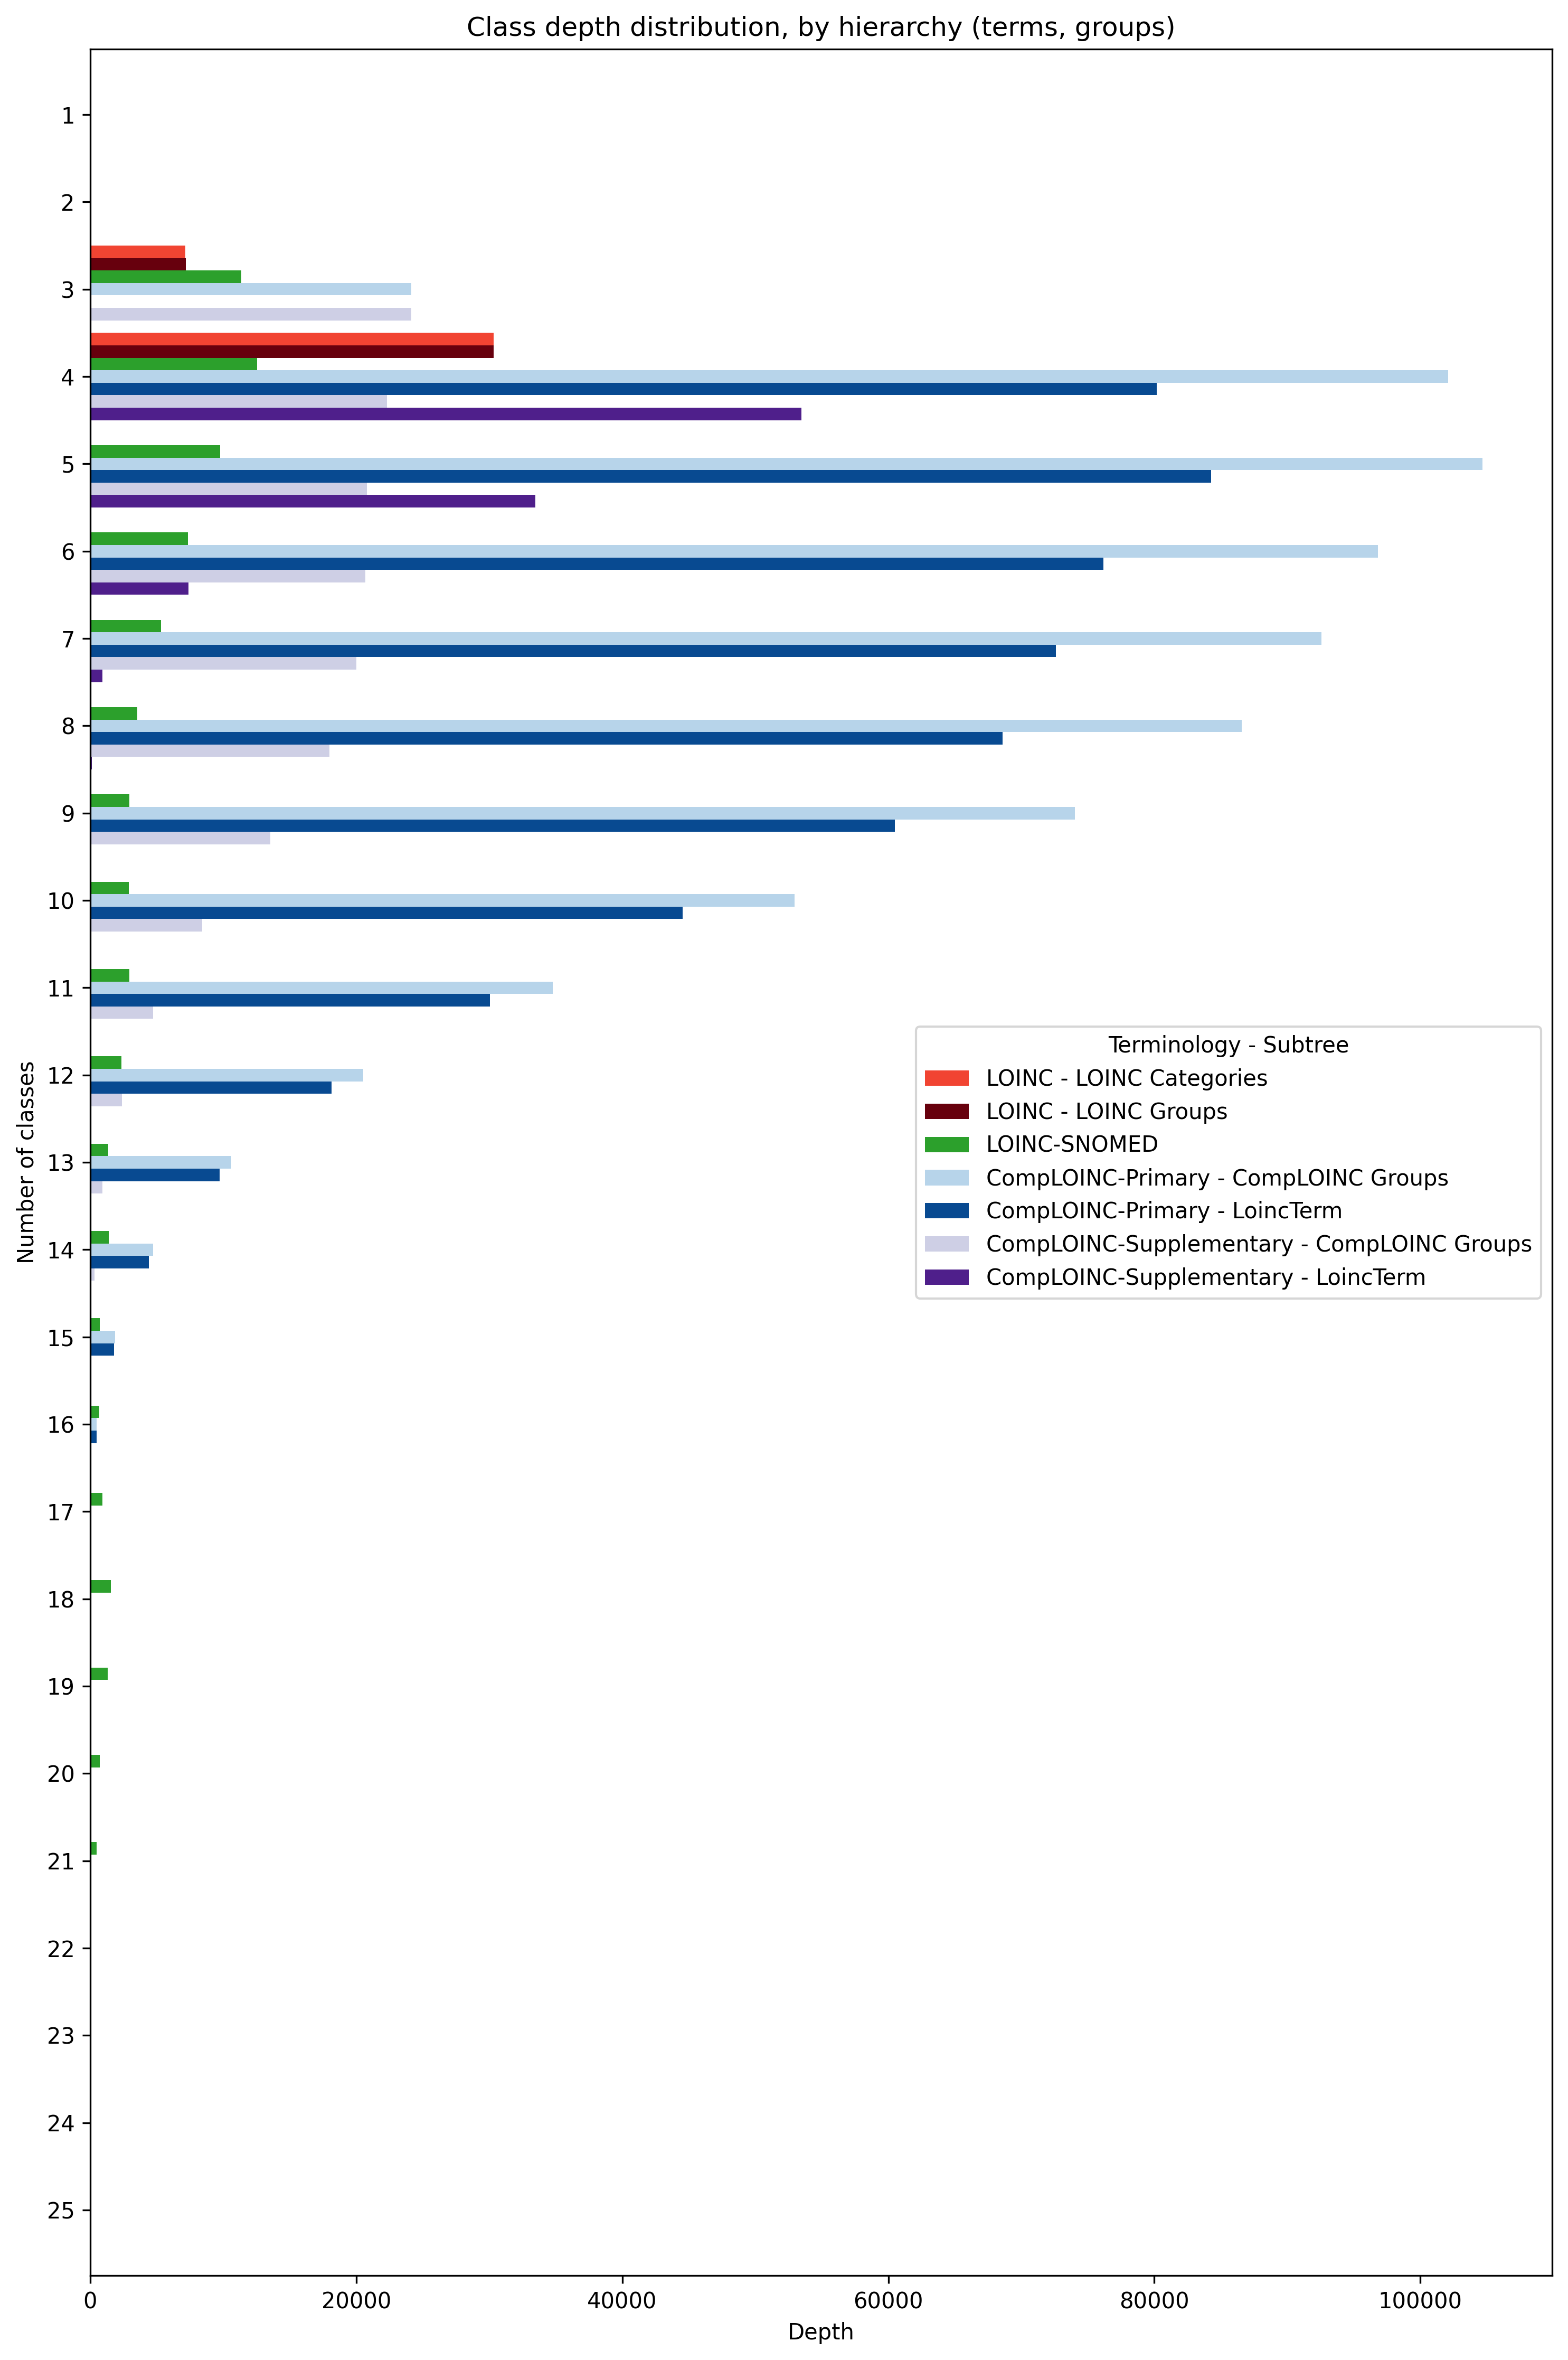 Class depth distribution, by hierarchy (terms, groups)
1
2
3
4
5
6
7
8
9
10
11
12
13
14
15
16
17
18
19
20
21
22
23
24
25
Number of classes
Terminology - Subtree
LOINC - LOINC Categories
LOINC - LOINC Groups
LOINC-SNOMED
CompLOINC-Primary - CompLOINC Groups
CompLOINC-Primary - LoincTerm
CompLOINC-Supplementary - CompLOINC Groups
CompLOINC-Supplementary - LoincTerm
0 20000 40000 60000 80000 100000
Depth